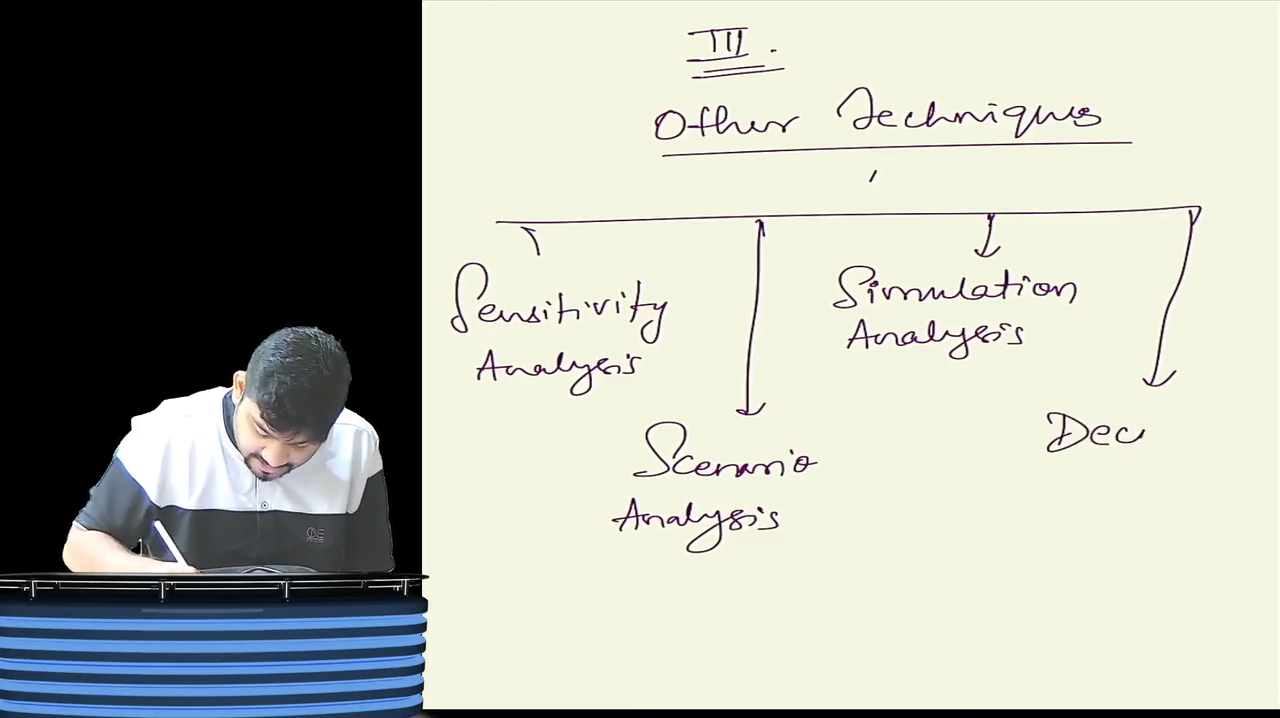 III.
Other Techniques
Sensitivity
Analysis
Scenario
Analysis
Simulation
Analysis
Dec